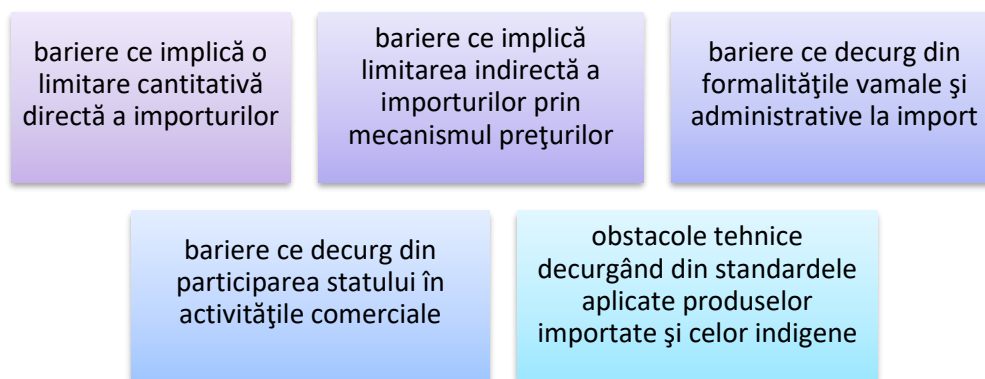 bariere ce implică o
limitare cantitativă
directă a importurilor
bariere ce implică
limitarea indirectă a
importurilor prin
mecanismul preţurilor
bariere ce decurg din
formalităţile vamale şi
administrative la import
bariere ce decurg din
participarea statului în
activităţile comerciale
obstacole tehnice
decurgând din standardele
aplicate produselor
importate şi celor indigene